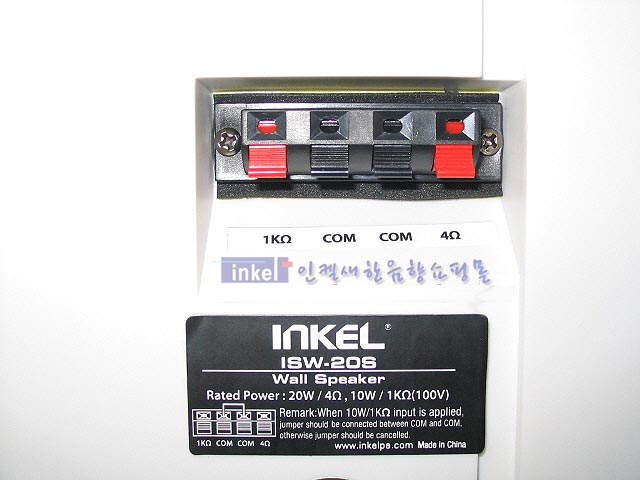 1KΩ COM COM 4Ω
inkel 인켈새한음향쇼핑몰
INKEL®
ISW-20S
Wall Speaker
Rated Power : 20W / 4Ω , 10W / 1KΩ(100V)
Remark:When 10W/1KΩ input is applied,
jumper should be connected between COM and COM,
otherwise jumper should be cancelled.
1KΩ COM COM 4Ω
www.inkelpa.com Made in China